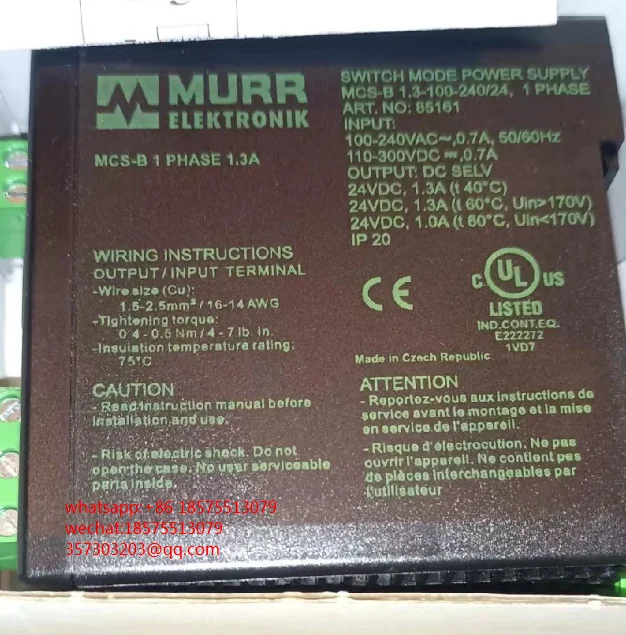 MURR
ELEKTRONIK
MCS-B 1 PHASE 1.3A
SWITCH MODE POWER SUPPLY
MCS-B 1.3-100-240/24, 1 PHASE
ART. NO: 85161
INPUT:
100-240VAC~,0.7A, 50/60Hz
110-300VDC ⎓,0.7A
OUTPUT: DC SELV
24VDC, 1.3A (t 40°C)
24VDC, 1.3A (t 60°C, Uin>170V)
24VDC, 1.0A (t 60°C, Uin<170V)
IP 20
WIRING INSTRUCTIONS
OUTPUT/INPUT TERMINAL
-Wire size (Cu):
1,5-2.5mm²/16-14AWG
-Tightening torque:
0.4-0.5 Nm/4-7 lb. in.
-Insulation temperature rating:
75°C
CE
C UL US
LISTED
IND.CONT.EQ.
E222272
1VD7
Made in Czech Republic
CAUTION
- Read instruction manual before
installation and use.
- Risk of electric shock. Do not
open the case. No user serviceable
parts inside.
ATTENTION
- Reportez-vous aux instructions de
service avant le montage et la mise
en service de l'appareil.
- Risque d'électrocution. Ne pas
ouvrir l'appareil. Ne contient pas
de pièces interchangeables par
l'utilisateur
whatsapp:+86 18575513079
wechat:18575513079
357303203@qq.com